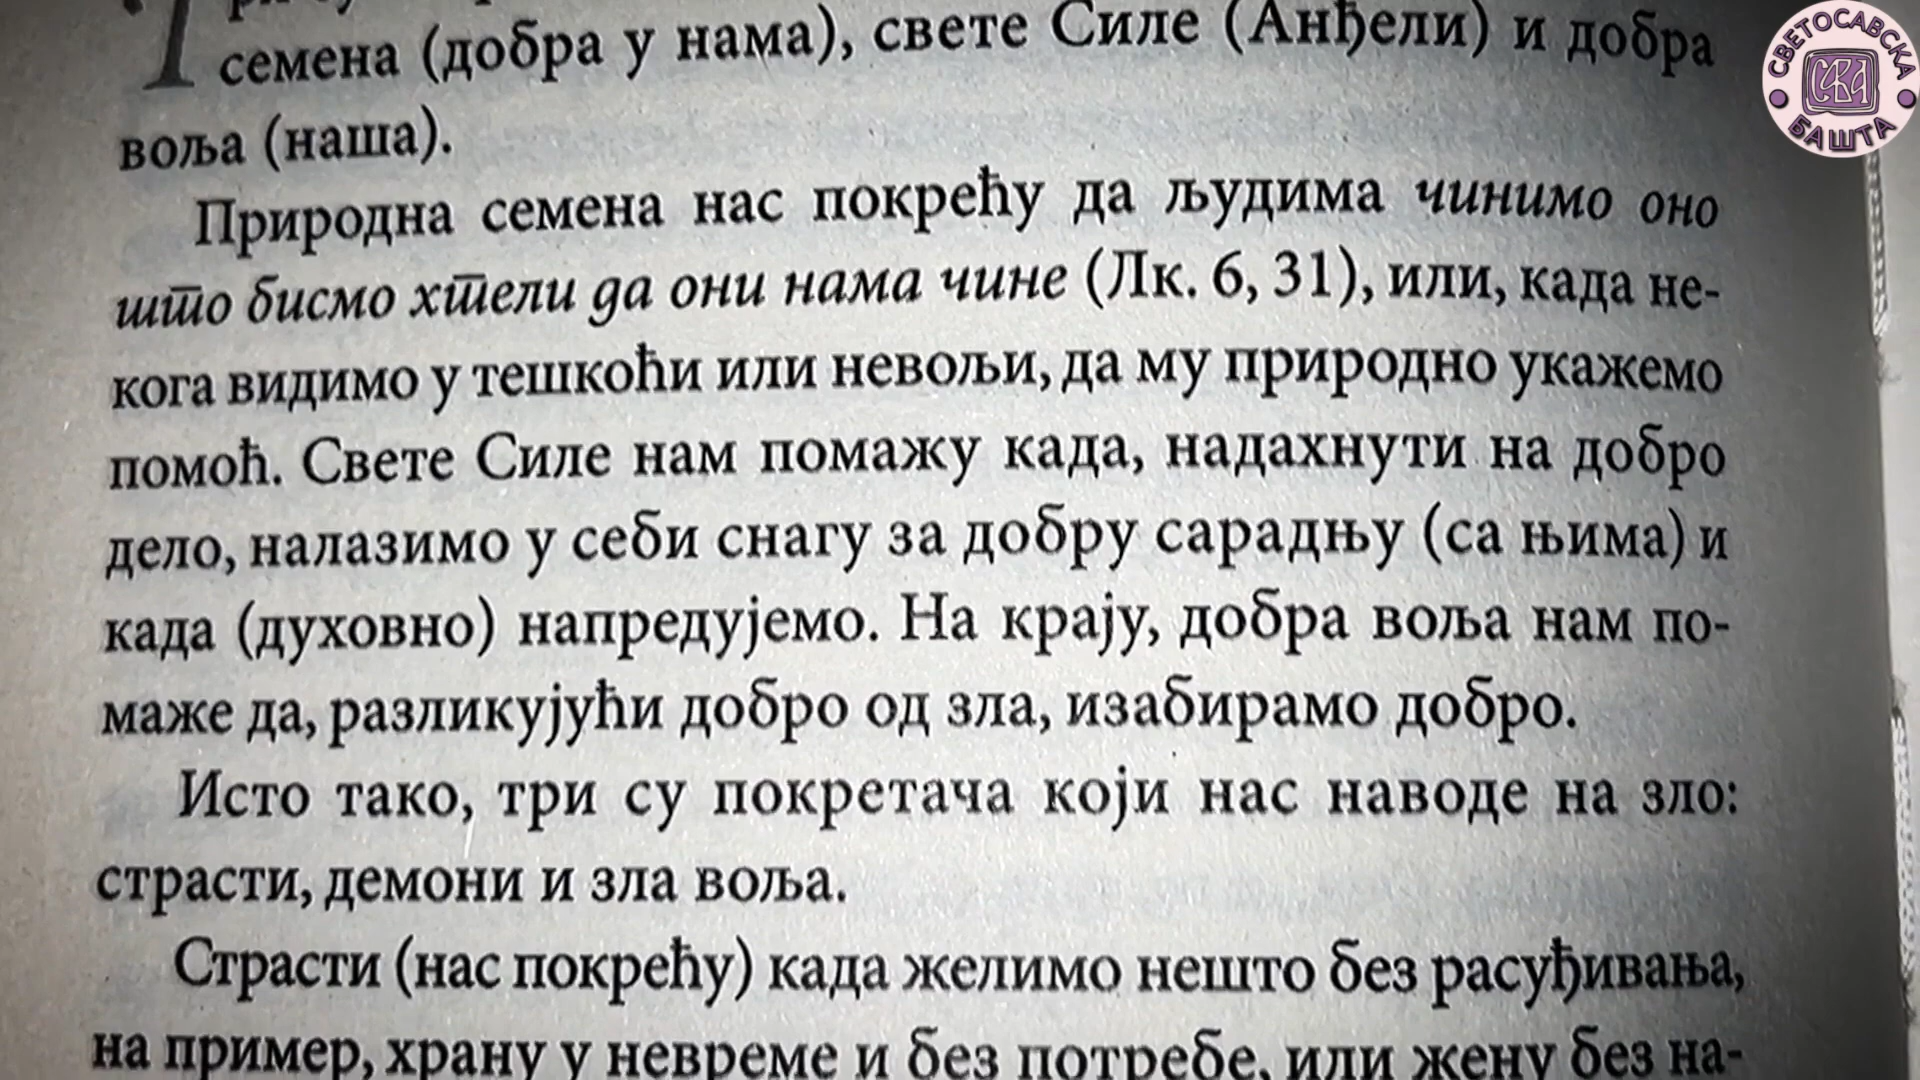 семена (добра у нама), свете Силе (Анђели) и добра
воља (наша).
Природна семена нас покрећу да људима чинимо оно
што бисмо хтели да они нама чине (Лк. 6, 31), или, када не-
кога видимо у тешкоћи или невољи, да му природно укажемо
помоћ. Свете Силе нам помажу када, надахнути на добро
дело, налазимо у себи снагу за добру сарадњу (са њима) и
када (духовно) напредујемо. На крају, добра воља нам по-
маже да, разликујући добро од зла, изабирамо добро.
Исто тако, три су покретача који нас наводе на зло:
страсти, демони и зла воља.
Страсти (нас покрећу) када желимо нешто без расуђивања,
на пример, храну у невреме и без потребе, или жену без на-
СВЕТОСАВСКА
САВА
БАШТА